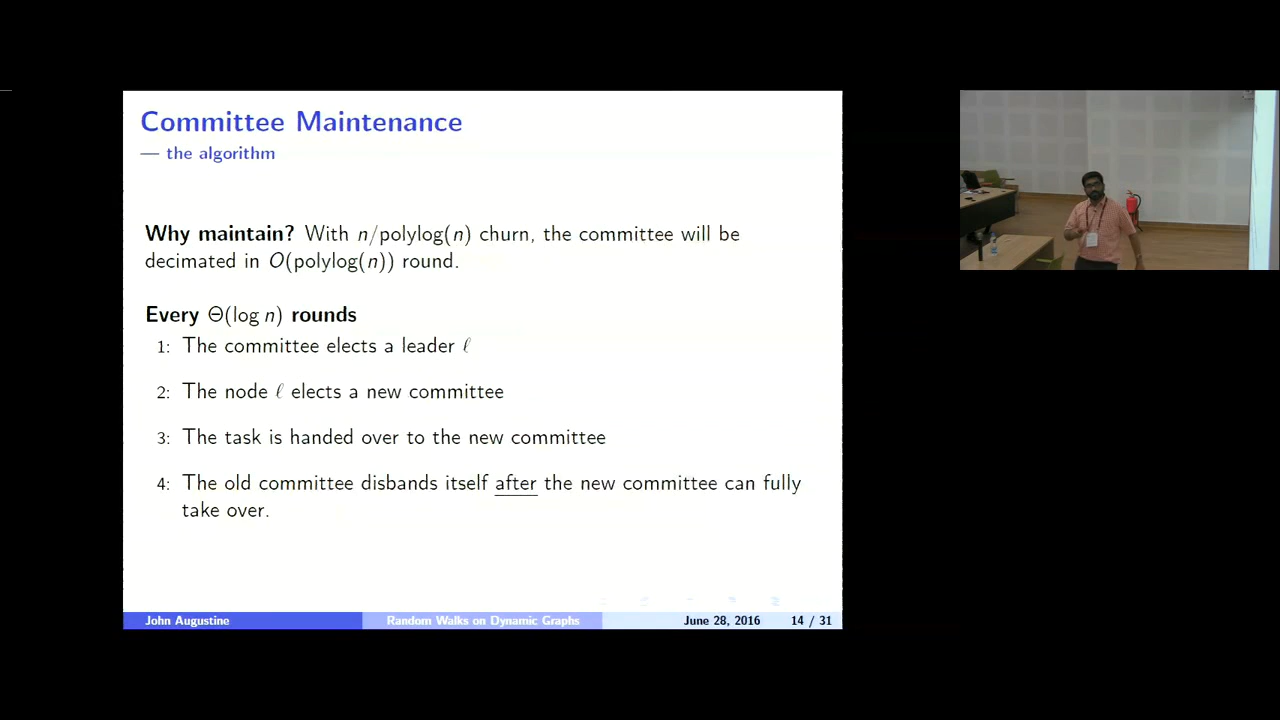 Committee Maintenance
— the algorithm
Why maintain? With n/polylog(n) churn, the committee will be
decimated in O(polylog(n)) round.
Every Θ(log n) rounds
1: The committee elects a leader ℓ
2: The node ℓ elects a new committee
3: The task is handed over to the new committee
4: The old committee disbands itself after the new committee can fully
take over.
John Augustine Random Walks on Dynamic Graphs June 28, 2016 14 / 31